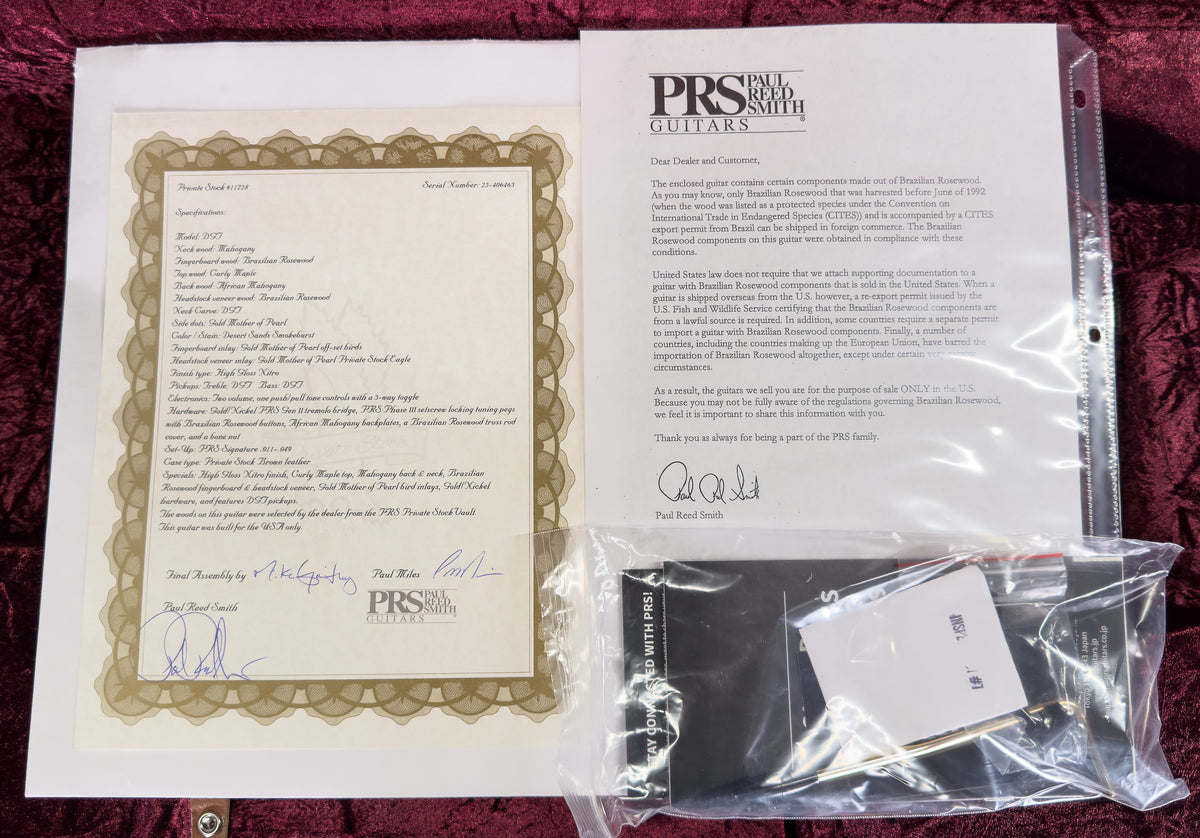 Private Stock #11728
Serial Number: 25-406463
Specifications:
Model: DGT
Neck wood: Mahogany
Fingerboard wood: Brazilian Rosewood
Top wood: Curly Maple
Back wood: African Mahogany
Headstock veneer wood: Brazilian Rosewood
Neck Carve: DGT
Side dots: Gold Mother of Pearl
Color / Stain: Desert Sands Smokeburst
Fingerboard inlay: Gold Mother of Pearl off-set birds
Headstock veneer inlay: Gold Mother of Pearl Private Stock Eagle
Finish type: High Gloss Nitro
Pickups: Treble: DGT Bass: DGT
Electronics: Two volume, one push/pull tone controls with a 3-way toggle
Hardware: Gold/Nickel PRS Gen II tremolo bridge, PRS Phase III setscrew locking tuning pegs
with Brazilian Rosewood buttons, African Mahogany backplates, a Brazilian Rosewood truss rod
cover, and a bone nut
Set-Up: PRS Signature .011-.049
Case type: Private Stock Brown leather
Specials: High Gloss Nitro finish, Curly Maple top, Mahogany back & neck, Brazilian
Rosewood fingerboard & headstock veneer, Gold Mother of Pearl bird inlays, Gold/Nickel
hardware, and features DGT pickups.
The woods on this guitar were selected by the dealer from the PRS Private Stock Vault.
This guitar was built for the USA only.
Final Assembly by
Paul Miles
Paul Reed Smith
PRS PAUL
REED
SMITH
GUITARS
PRS PAUL
REED
SMITH
GUITARS ®
Dear Dealer and Customer,
The enclosed guitar contains certain components made out of Brazilian Rosewood.
As you may know, only Brazilian Rosewood that was harvested before June of 1992
(when the wood was listed as a protected species under the Convention on
International Trade in Endangered Species (CITES)) and is accompanied by a CITES
export permit from Brazil can be shipped in foreign commerce. The Brazilian
Rosewood components on this guitar were obtained in compliance with these
conditions.
United States law does not require that we attach supporting documentation to a
guitar with Brazilian Rosewood components that is sold in the United States. When a
guitar is shipped overseas from the U.S. however, a re-export permit issued by the
U.S. Fish and Wildlife Service certifying that the Brazilian Rosewood components are
from a lawful source is required. In addition, some countries require a separate permit
to import a guitar with Brazilian Rosewood components. Finally, a number of
countries, including the countries making up the European Union, have barred the
importation of Brazilian Rosewood altogether, except under certain very narrow
circumstances.
As a result, the guitars we sell you are for the purpose of sale ONLY in the U.S.
Because you may not be fully aware of the regulations governing Brazilian Rosewood,
we feel it is important to share this information with you.
Thank you as always for being a part of the PRS family.
Paul Reed Smith
Paul Reed Smith
WITH PRS!
#1
Japan